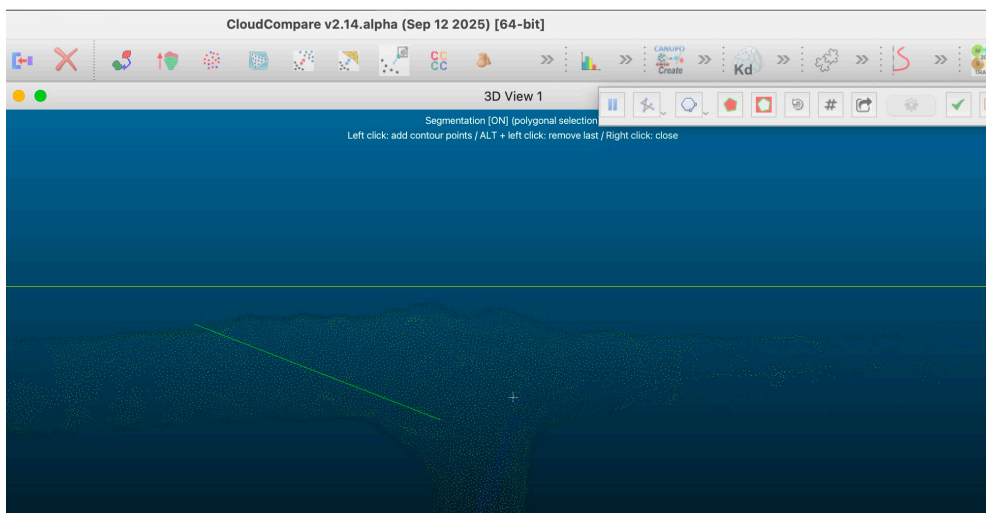 CloudCompare v2.14.alpha (Sep 12 2025) [64-bit]
CC
CC
»
»
CANUPO
Create
»
Kd
»
»
»
TRA
3D View 1
#
Segmentation [ON] (polygonal selection
Left click: add contour points / ALT + left click: remove last / Right click: close